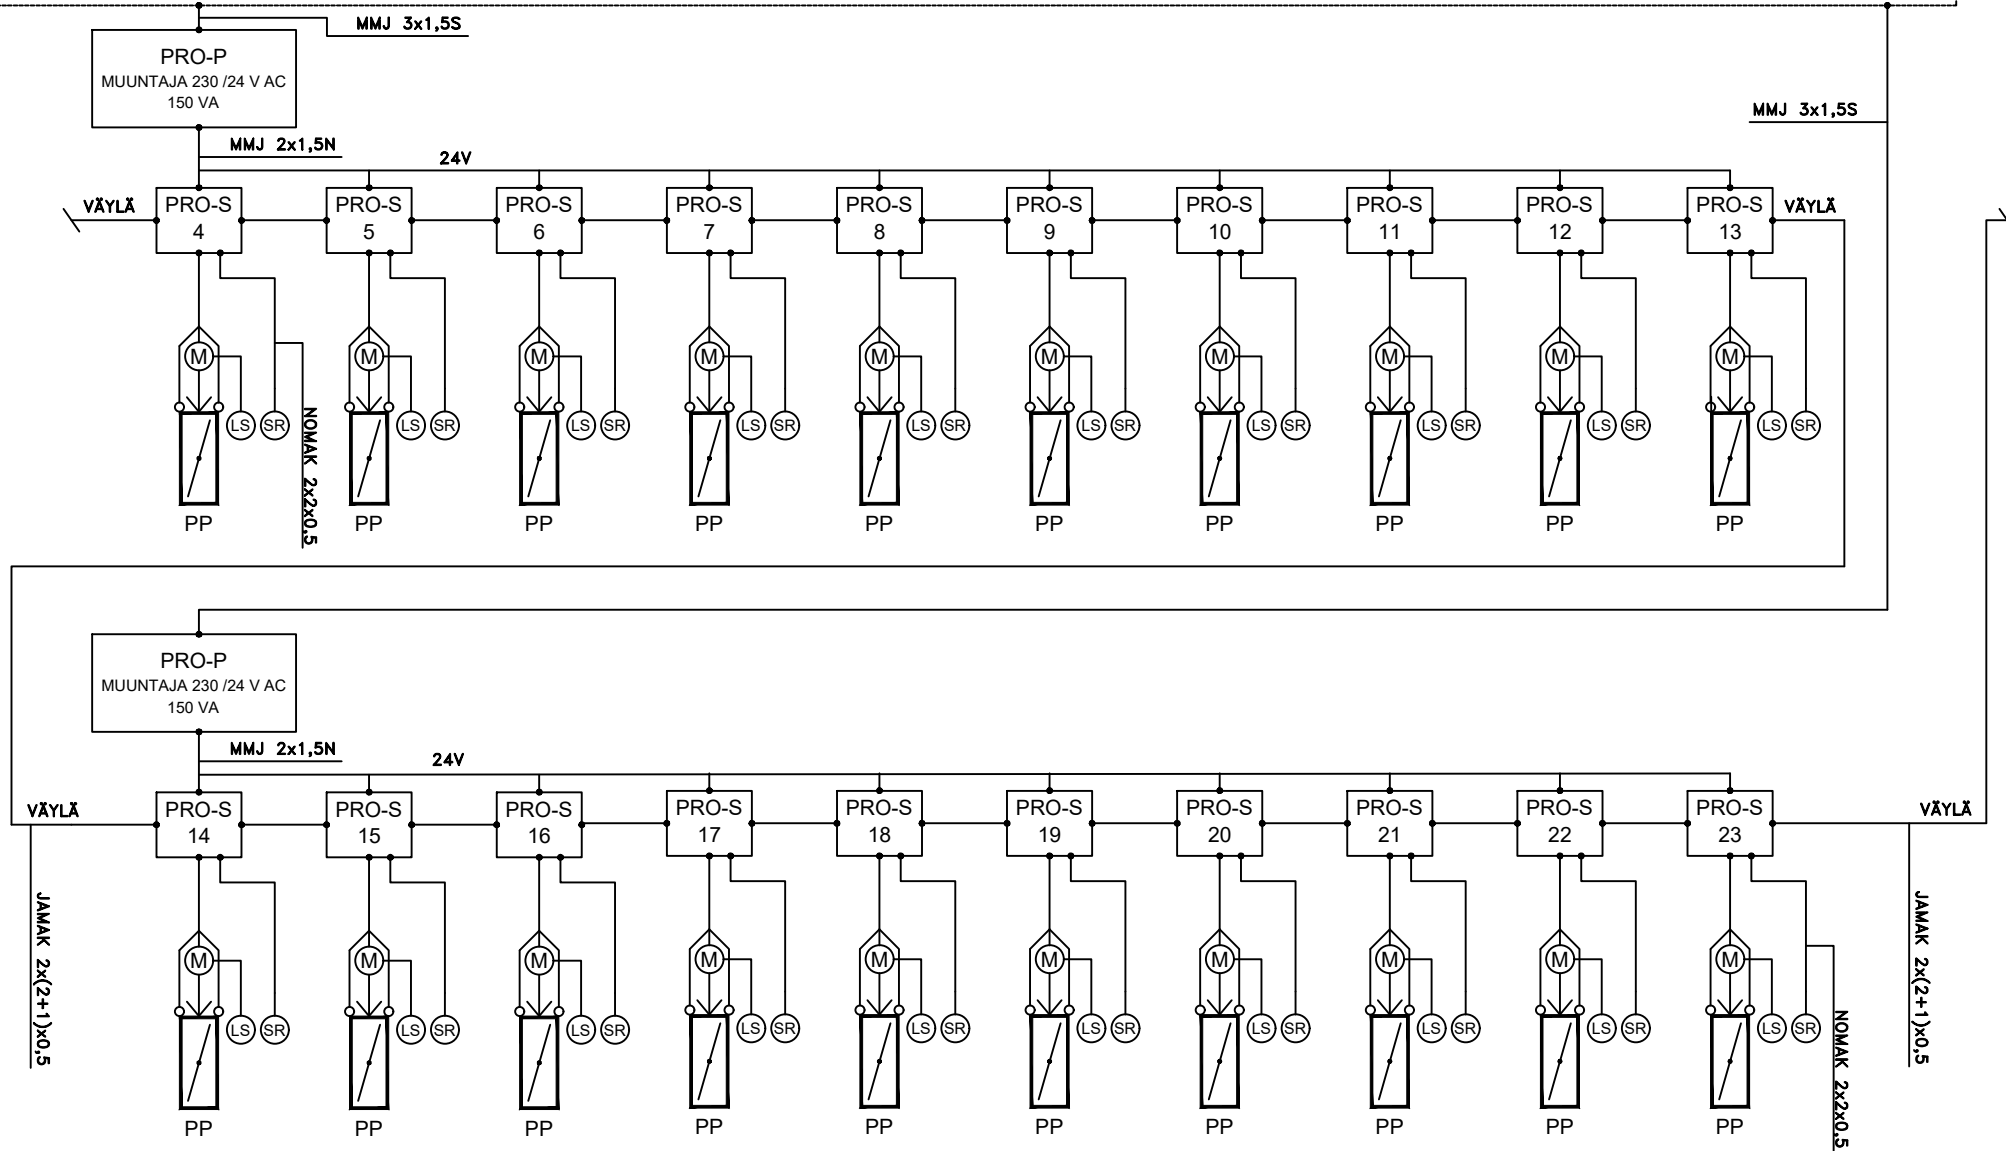 MMJ 3x1,5S
PRO-P
MUUNTAJA 230 /24 V AC
150 VA
MMJ 3x1,5S
MMJ 2x1,5N
24V
VÄYLÄ
PRO-S
4
PRO-S
5
PRO-S
6
PRO-S
7
PRO-S
8
PRO-S
9
PRO-S
10
PRO-S
11
PRO-S
12
PRO-S
13
VÄYLÄ
M
M
M
M
M
M
M
M
M
M
LS SR
LS SR
LS SR
LS SR
LS SR
LS SR
LS SR
LS SR
LS SR
LS SR
NOMAK 2x2x0,5
PP
PP
PP
PP
PP
PP
PP
PP
PP
PP
PRO-P
MUUNTAJA 230 /24 V AC
150 VA
MMJ 2x1,5N
24V
VÄYLÄ
PRO-S
14
PRO-S
15
PRO-S
16
PRO-S
17
PRO-S
18
PRO-S
19
PRO-S
20
PRO-S
21
PRO-S
22
PRO-S
23
VÄYLÄ
JAMAK 2x(2+1)x0,5
M
M
M
M
M
M
M
M
M
M
JAMAK 2x(2+1)x0,5
LS SR
LS SR
LS SR
LS SR
LS SR
LS SR
LS SR
LS SR
LS SR
LS SR
NOMAK 2x2x0,5
PP
PP
PP
PP
PP
PP
PP
PP
PP
PP